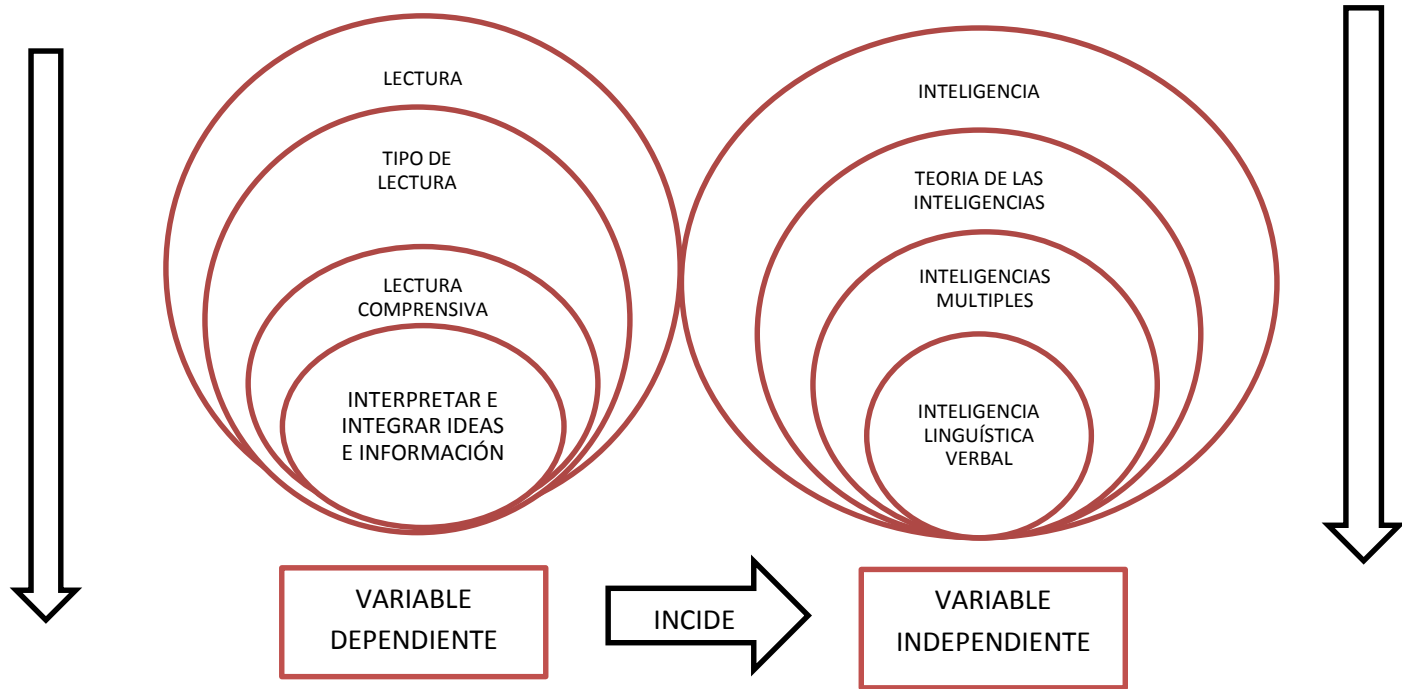 LECTURA
TIPO DE
LECTURA
LECTURA
COMPRENSIVA
INTERPRETAR E
INTEGRAR IDEAS
E INFORMACIÓN
INTELIGENCIA
TEORIA DE LAS
INTELIGENCIAS
INTELIGENCIAS
MULTIPLES
INTELIGENCIA
LINGUÍSTICA
VERBAL
VARIABLE
DEPENDIENTE
INCIDE
VARIABLE
INDEPENDIENTE